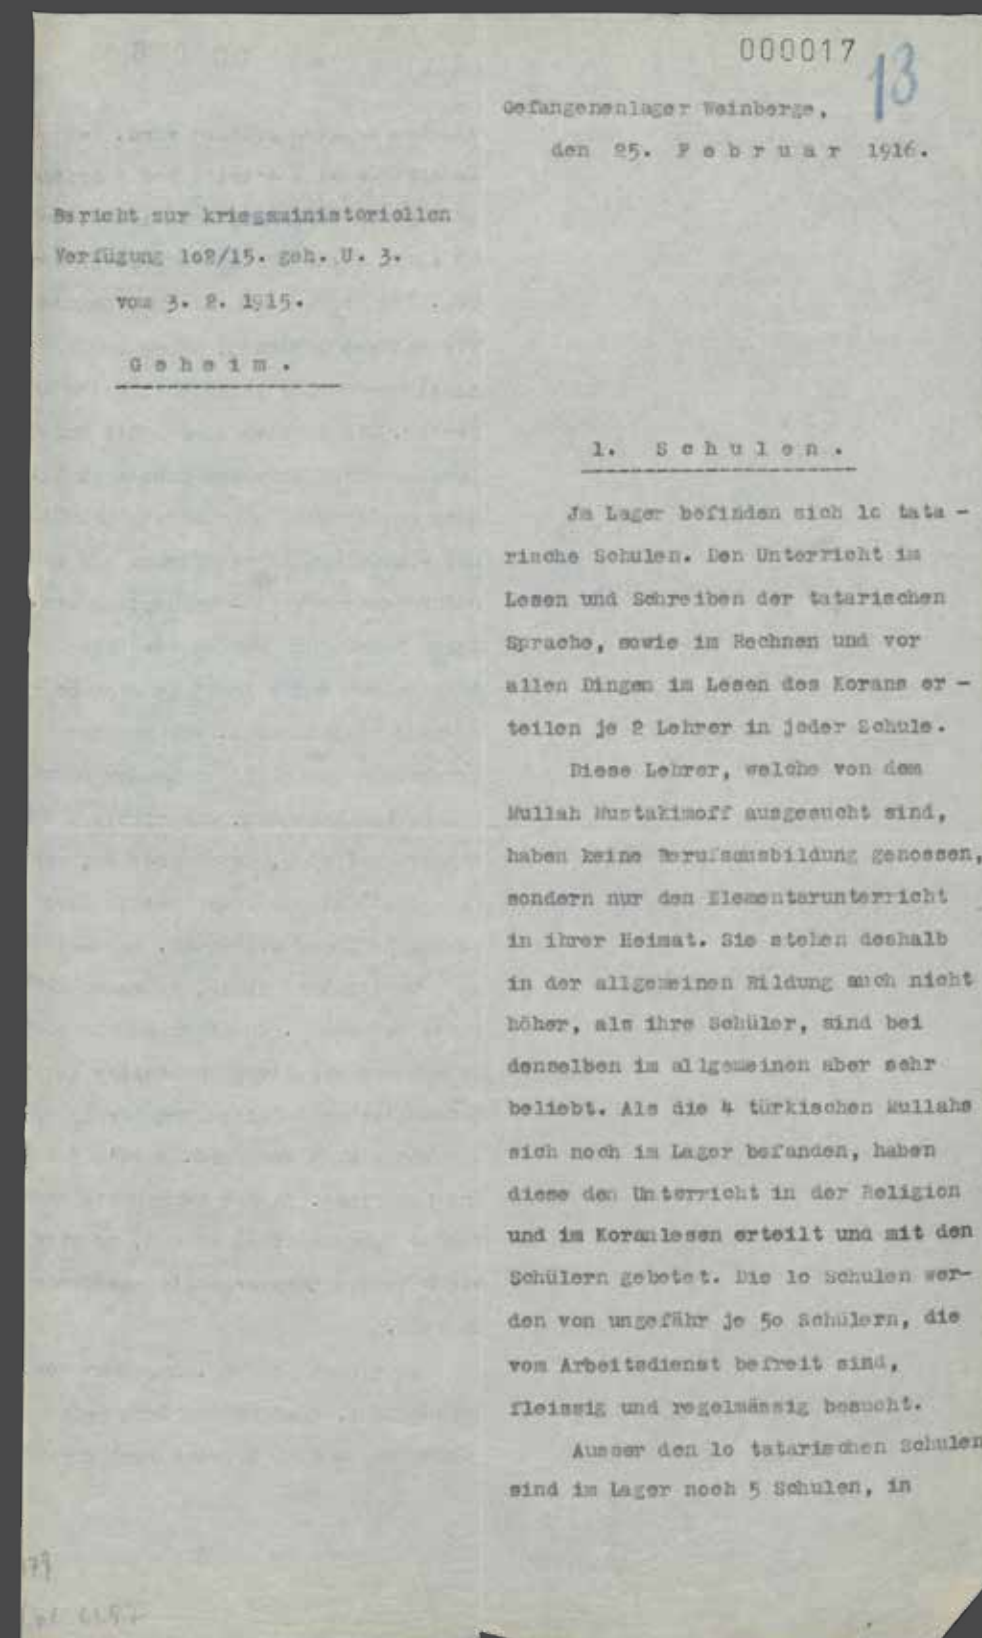 000017
13
Gefangenenlager Weinberge,
den 25. Februar 1916.
Bericht zur kriegsministeriellen
Verfügung 1o2/15. geh. U. 3.
vom 3. 2. 1915.
Geheim.
1. Schulen.
Jm Lager befinden sich 1o tata -
rische Schulen. Den Unterricht im
Lesen und Schreiben der tatarischen
Sprache, sowie im Rechnen und vor
allen Dingen im Lesen des Korans er -
teilen je 2 Lehrer in jeder Schule.
Diese Lehrer, welche von dem
Mullah Mustakimoff ausgesucht sind,
haben keine Berufsausbildung genossen,
sondern nur den Elementarunterricht
in ihrer Heimat. Sie stehen deshalb
in der allgemeinen Bildung auch nicht
höher, als ihre Schüler, sind bei
denselben im allgemeinen aber sehr
beliebt. Als die 4 türkischen Mullahs
sich noch im Lager befanden, haben
diese den Unterricht in der Religion
und im Koranlesen erteilt und mit den
Schülern gebetet. Die 1o Schulen wer-
den von ungefähr je 5o Schülern, die
vom Arbeitsdienst befreit sind,
fleissig und regelmässig besucht.
Ausser den 1o tatarischen Schulen
sind im Lager noch 5 Schulen, in